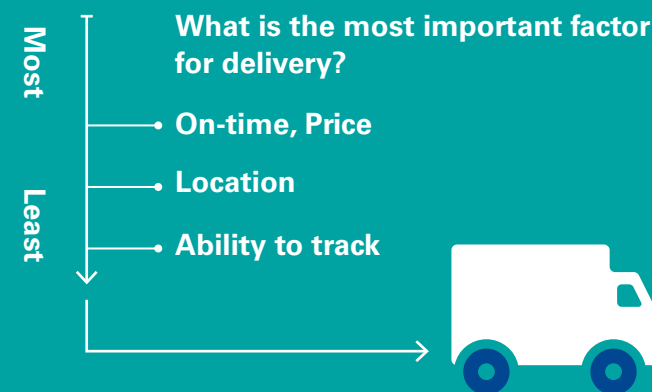 Most
What is the most important factor
for delivery?
On-time, Price
Location
Least
Ability to track